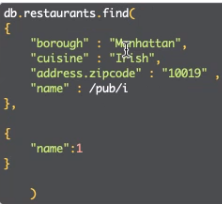 db.restaurants.find(
{
"borough" : "Manhattan",
"cuisine" : "Irish",
"address.zipcode" : "10019" ,
"name" : /pub/i
},
{
"name":1
}
)